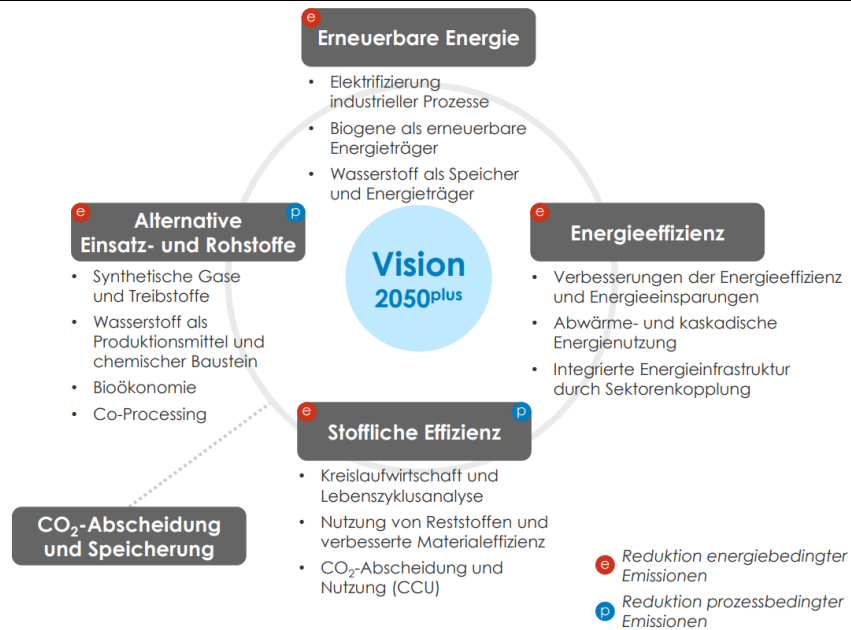 e
Erneuerbare Energie
• Elektrifizierung
industrieller Prozesse
• Biogene als erneuerbare
Energieträger
• Wasserstoff als Speicher
und Energieträger
e
p
Alternative
Einsatz- und Rohstoffe
• Synthetische Gase
und Treibstoffe
• Wasserstoff als
Produktionsmittel und
chemischer Baustein
• Bioökonomie
• Co-Processing
Vision
2050plus
e
Energieeffizienz
• Verbesserungen der Energieeffizienz
und Energieeinsparungen
• Abwärme- und kaskadische
Energienutzung
• Integrierte Energieinfrastruktur
durch Sektorenkopplung
e
p
Stoffliche Effizienz
• Kreislaufwirtschaft und
Lebenszyklusanalyse
• Nutzung von Reststoffen und
verbesserte Materialeffizienz
• CO2-Abscheidung und
Nutzung (CCU)
CO2-Abscheidung
und Speicherung
e Reduktion energiebedingter
Emissionen
p Reduktion prozessbedingter
Emissionen